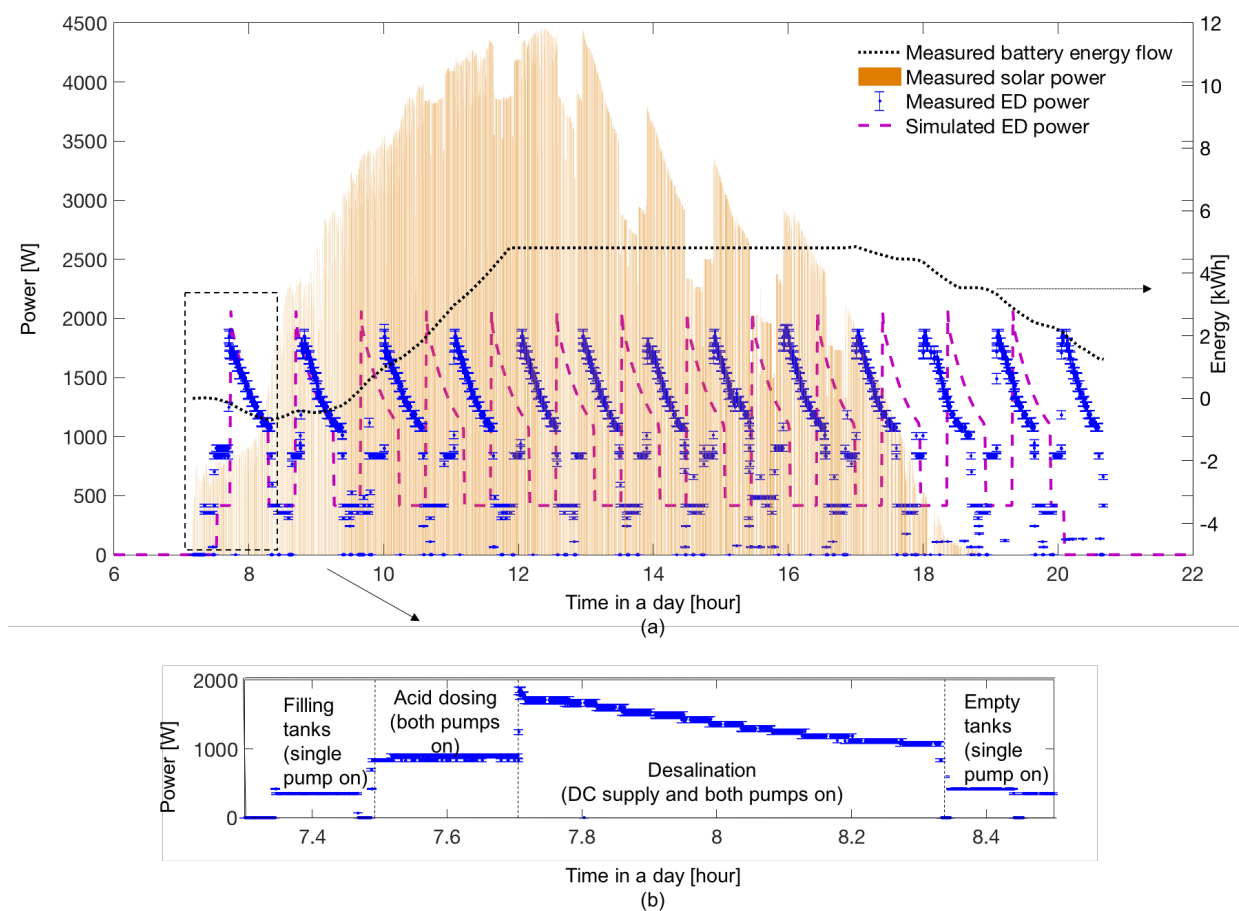 4500
4000
3500
3000
2500
2000
1500
1000
500
0
Power [W]
12
10
8
6
4
2
0
-2
-4
Energy [kWh]
Measured battery energy flow
Measured solar power
Measured ED power
Simulated ED power
6 8 10 12 14 16 18 20 22
Time in a day [hour]
(a)
2000
1000
0
Power [W]
Filling
tanks
(single
pump on)
Acid dosing
(both pumps
on)
Desalination
(DC supply and both pumps on)
Empty
tanks
(single
pump on)
7.4 7.6 7.8 8 8.2 8.4
Time in a day [hour]
(b)